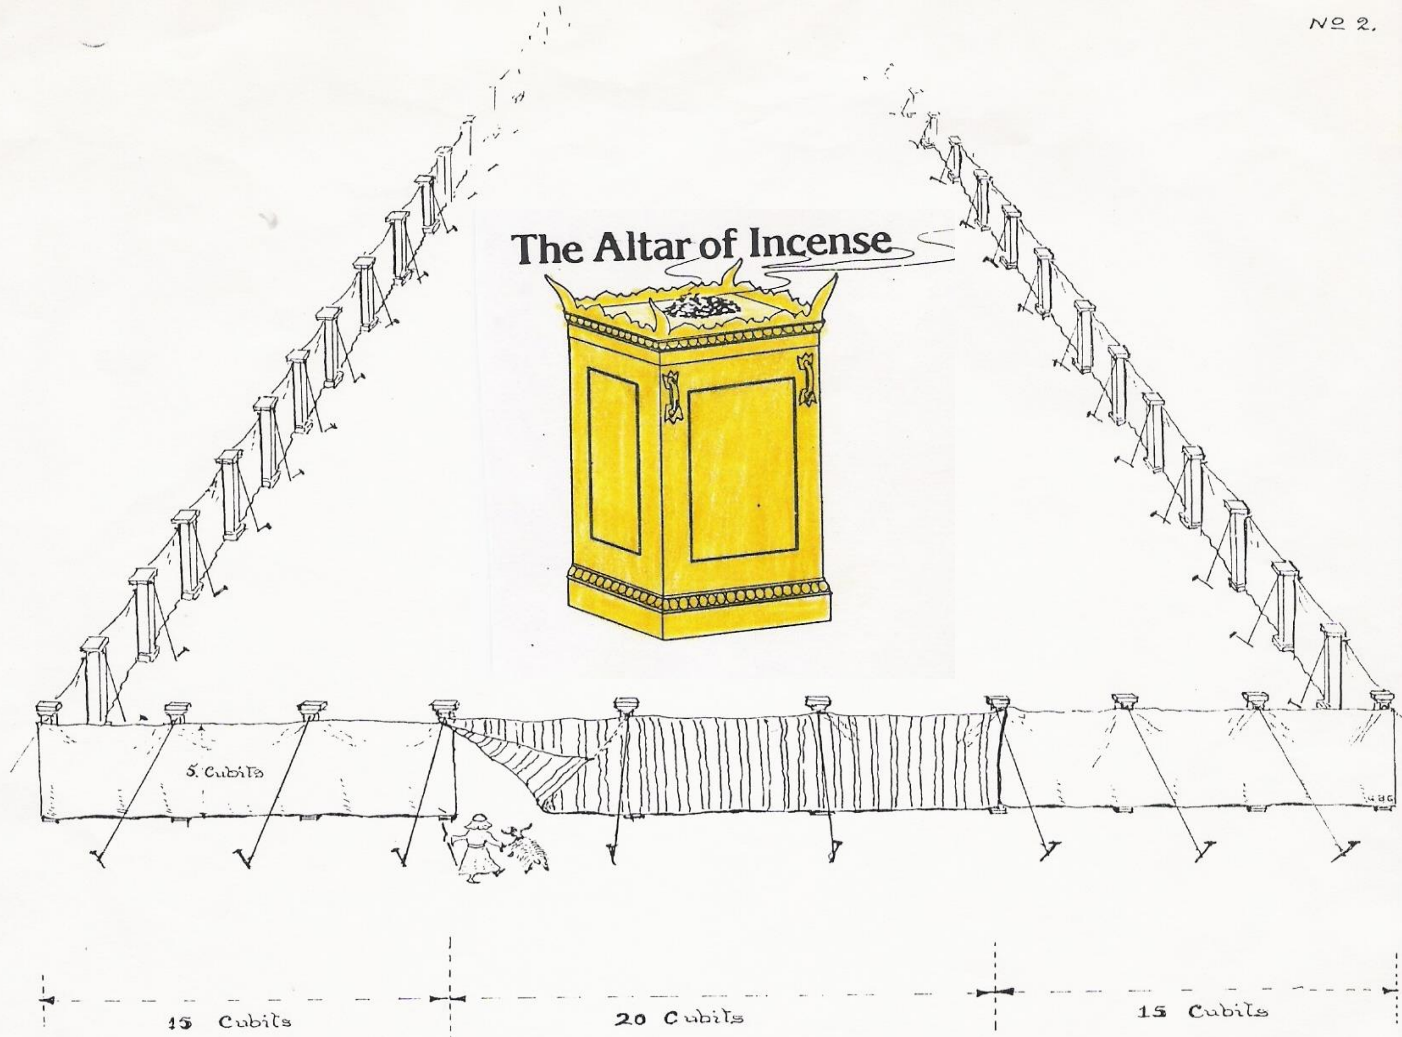 Nº 2.
The Altar of Incense
5. Cubits
15 Cubits
20 Cubits
15 Cubits